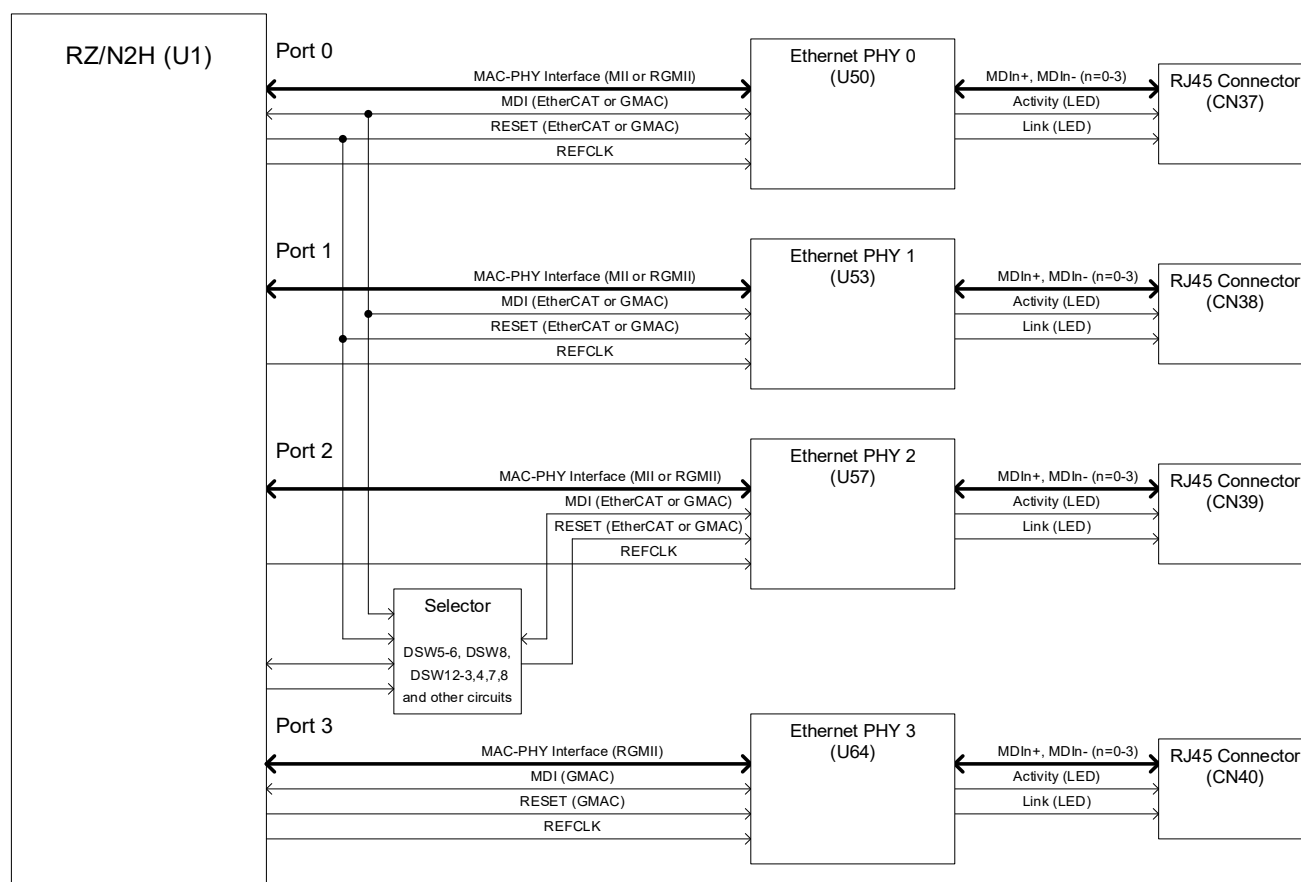 RZ/N2H (U1)
Port 0
MAC-PHY Interface (MII or RGMII)
MDI (EtherCAT or GMAC)
RESET (EtherCAT or GMAC)
REFCLK
Ethernet PHY 0
(U50)
MDIn+, MDIn- (n=0-3)
Activity (LED)
Link (LED)
RJ45 Connector
(CN37)
Port 1
MAC-PHY Interface (MII or RGMII)
MDI (EtherCAT or GMAC)
RESET (EtherCAT or GMAC)
REFCLK
Ethernet PHY 1
(U53)
MDIn+, MDIn- (n=0-3)
Activity (LED)
Link (LED)
RJ45 Connector
(CN38)
Port 2
MAC-PHY Interface (MII or RGMII)
MDI (EtherCAT or GMAC)
RESET (EtherCAT or GMAC)
REFCLK
Ethernet PHY 2
(U57)
MDIn+, MDIn- (n=0-3)
Activity (LED)
Link (LED)
RJ45 Connector
(CN39)
Selector
DSW5-6, DSW8,
DSW12-3,4,7,8
and other circuits
Port 3
MAC-PHY Interface (RGMII)
MDI (GMAC)
RESET (GMAC)
REFCLK
Ethernet PHY 3
(U64)
MDIn+, MDIn- (n=0-3)
Activity (LED)
Link (LED)
RJ45 Connector
(CN40)